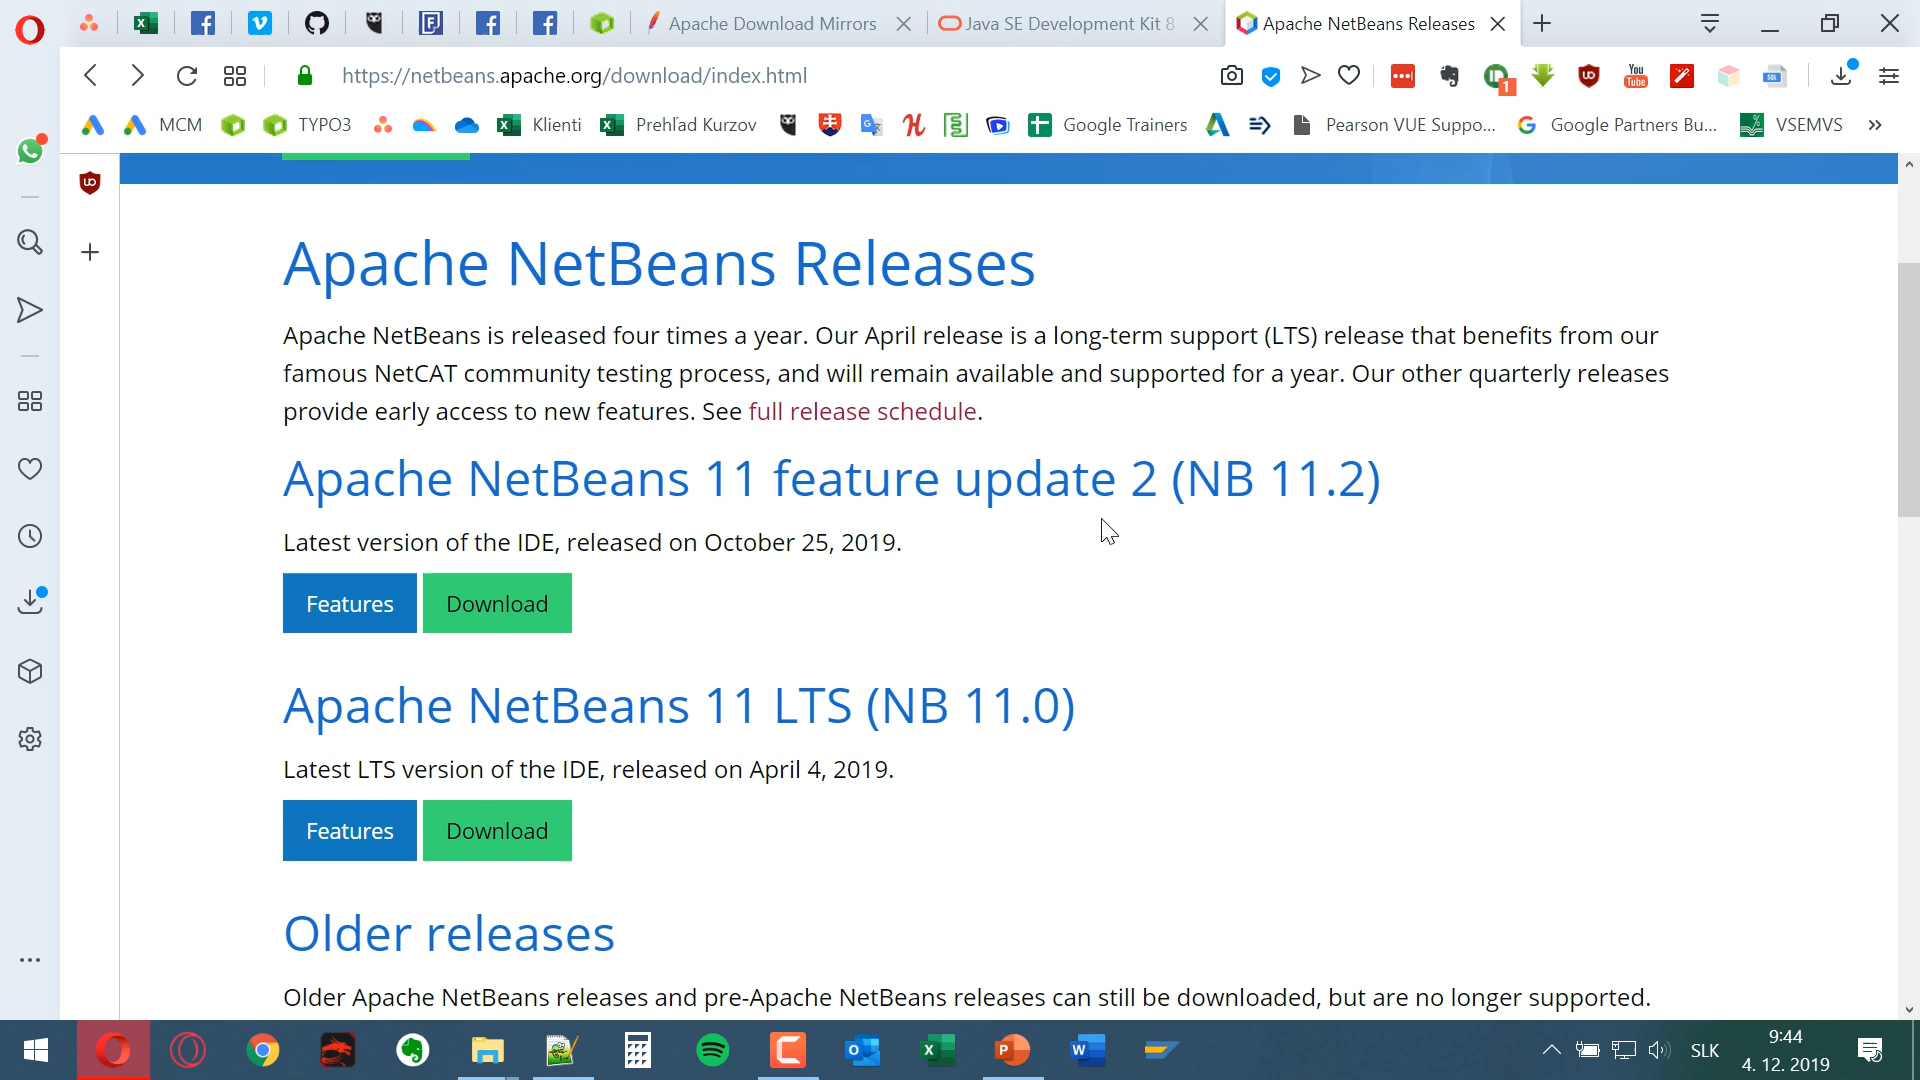 Apache Download Mirrors
Java SE Development Kit 8
Apache NetBeans Releases
https://netbeans.apache.org/download/index.html
1
You
Tube
SQL
MCM
TYPO3
Klienti
Prehľad Kurzov
Google Trainers
Pearson VUE Suppo...
Google Partners Bu...
VSEMVS
Apache NetBeans Releases
Apache NetBeans is released four times a year. Our April release is a long-term support (LTS) release that benefits from our
famous NetCAT community testing process, and will remain available and supported for a year. Our other quarterly releases
provide early access to new features. See full release schedule.
Apache NetBeans 11 feature update 2 (NB 11.2)
Latest version of the IDE, released on October 25, 2019.
Features
Download
Apache NetBeans 11 LTS (NB 11.0)
Latest LTS version of the IDE, released on April 4, 2019.
Features
Download
Older releases
Older Apache NetBeans releases and pre-Apache NetBeans releases can still be downloaded, but are no longer supported.
SLK
9:44
4. 12. 2019